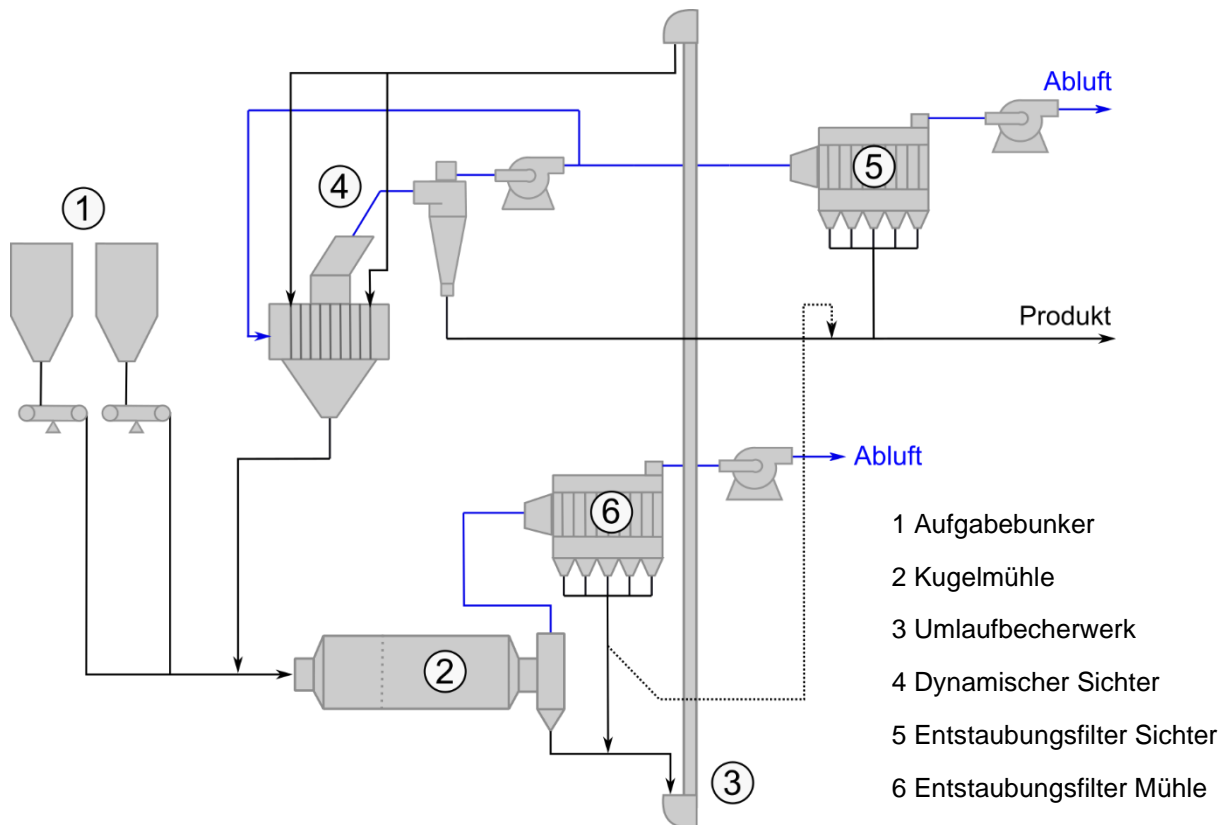 Abluft
5
4
1
Produkt
Abluft
6
1 Aufgabebunker
2 Kugelmühle
3 Umlaufbecherwerk
2
4 Dynamischer Sichter
5 Entstaubungsfilter Sichter
3
6 Entstaubungsfilter Mühle